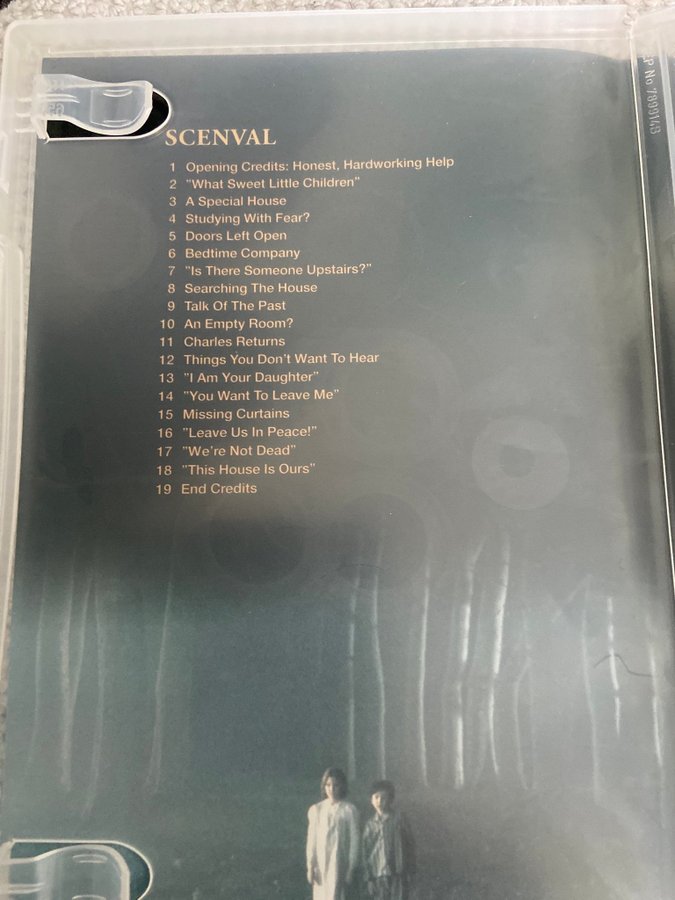 SCENVAL
1 Opening Credits: Honest, Hardworking Help
2 "What Sweet Little Children"
3 A Special House
4 Studying With Fear?
5 Doors Left Open
6 Bedtime Company
7 "Is There Someone Upstairs?"
8 Searching The House
9 Talk Of The Past
10 An Empty Room?
11 Charles Returns
12 Things You Don't Want To Hear
13 "I Am Your Daughter"
14 "You Want To Leave Me"
15 Missing Curtains
16 "Leave Us In Peace!"
17 "We're Not Dead"
18 "This House Is Ours"
19 End Credits
EP No 7899143